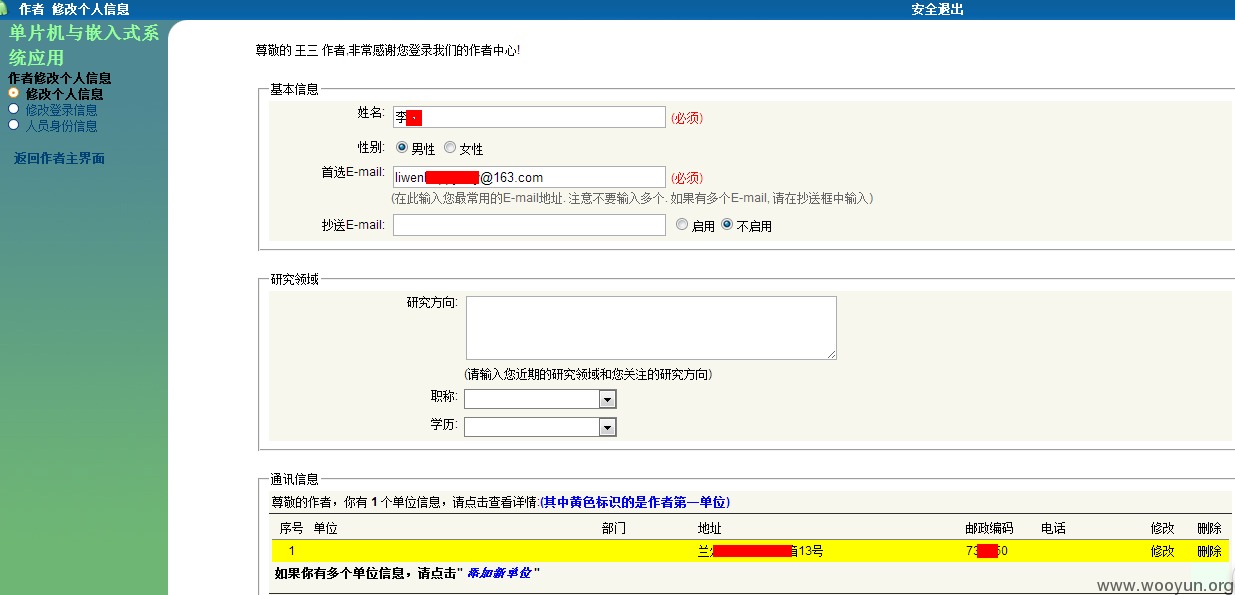 作者 修改个人信息 安全退出
单片机与嵌入式系
统应用
作者修改个人信息
修改个人信息
修改登录信息
人员身份信息
返回作者主界面
尊敬的 王三 作者,非常感谢您登录我们的作者中心!
基本信息
姓名: 李 (必须)
性别: 男性 女性
首选E-mail: liwen @163.com (必须)
(在此输入您最常用的E-mail地址. 注意不要输入多个. 如果有多个E-mail, 请在抄送框中输入)
抄送E-mail: 启用 不启用
研究领域
研究方向:
(请输入您近期的研究领域和您关注的研究方向)
职称:
学历:
通讯信息
尊敬的作者，你有 1 个单位信息，请点击查看详情:(其中黄色标识的是作者第一单位)
序号 单位 部门 地址 邮政编码 电话 修改 删除
1 兰 13号 73 60 修改 删除
如果你有多个单位信息，请点击" 添加新单位 "
www.wooyun.org